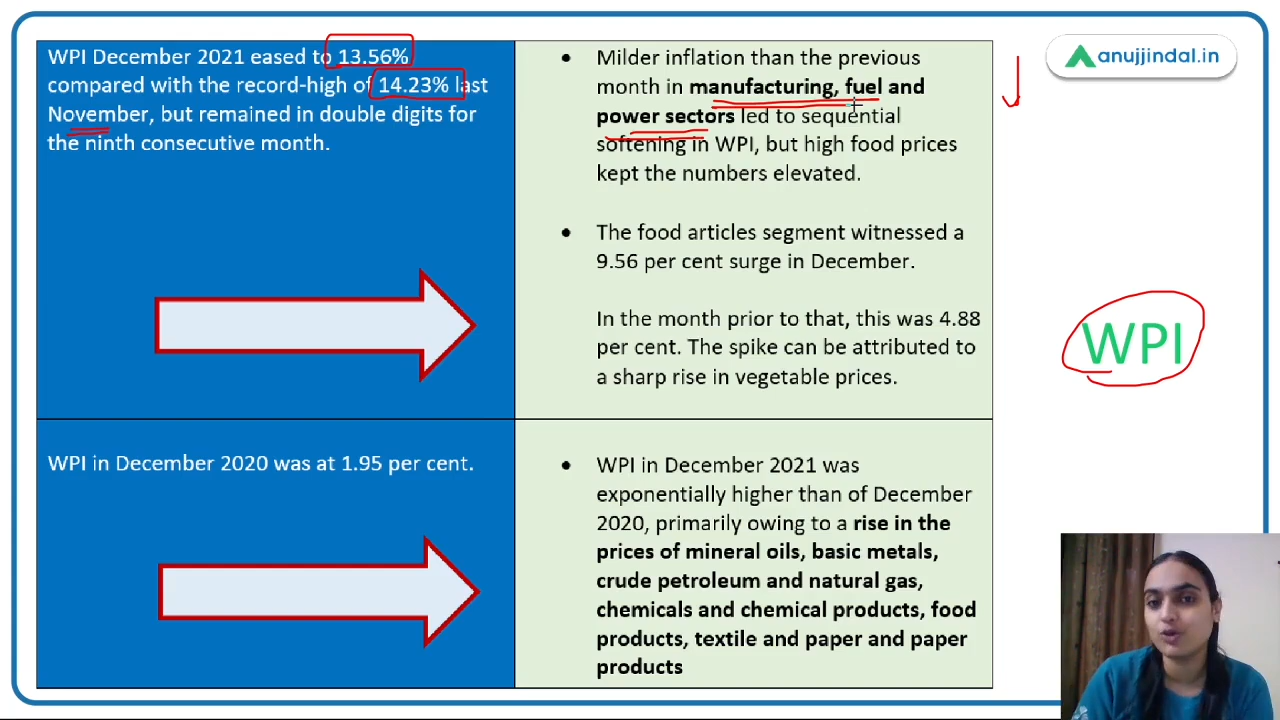 WPI December 2021 eased to 13.56%
compared with the record-high of 14.23% last
November, but remained in double digits for
the ninth consecutive month.
• Milder inflation than the previous
month in manufacturing, fuel and
power sectors led to sequential
softening in WPI, but high food prices
kept the numbers elevated.
• The food articles segment witnessed a
9.56 per cent surge in December.
In the month prior to that, this was 4.88
per cent. The spike can be attributed to
a sharp rise in vegetable prices.
WPI in December 2020 was at 1.95 per cent.
• WPI in December 2021 was
exponentially higher than of December
2020, primarily owing to a rise in the
prices of mineral oils, basic metals,
crude petroleum and natural gas,
chemicals and chemical products, food
products, textile and paper and paper
products
anujjindal.in
WPI